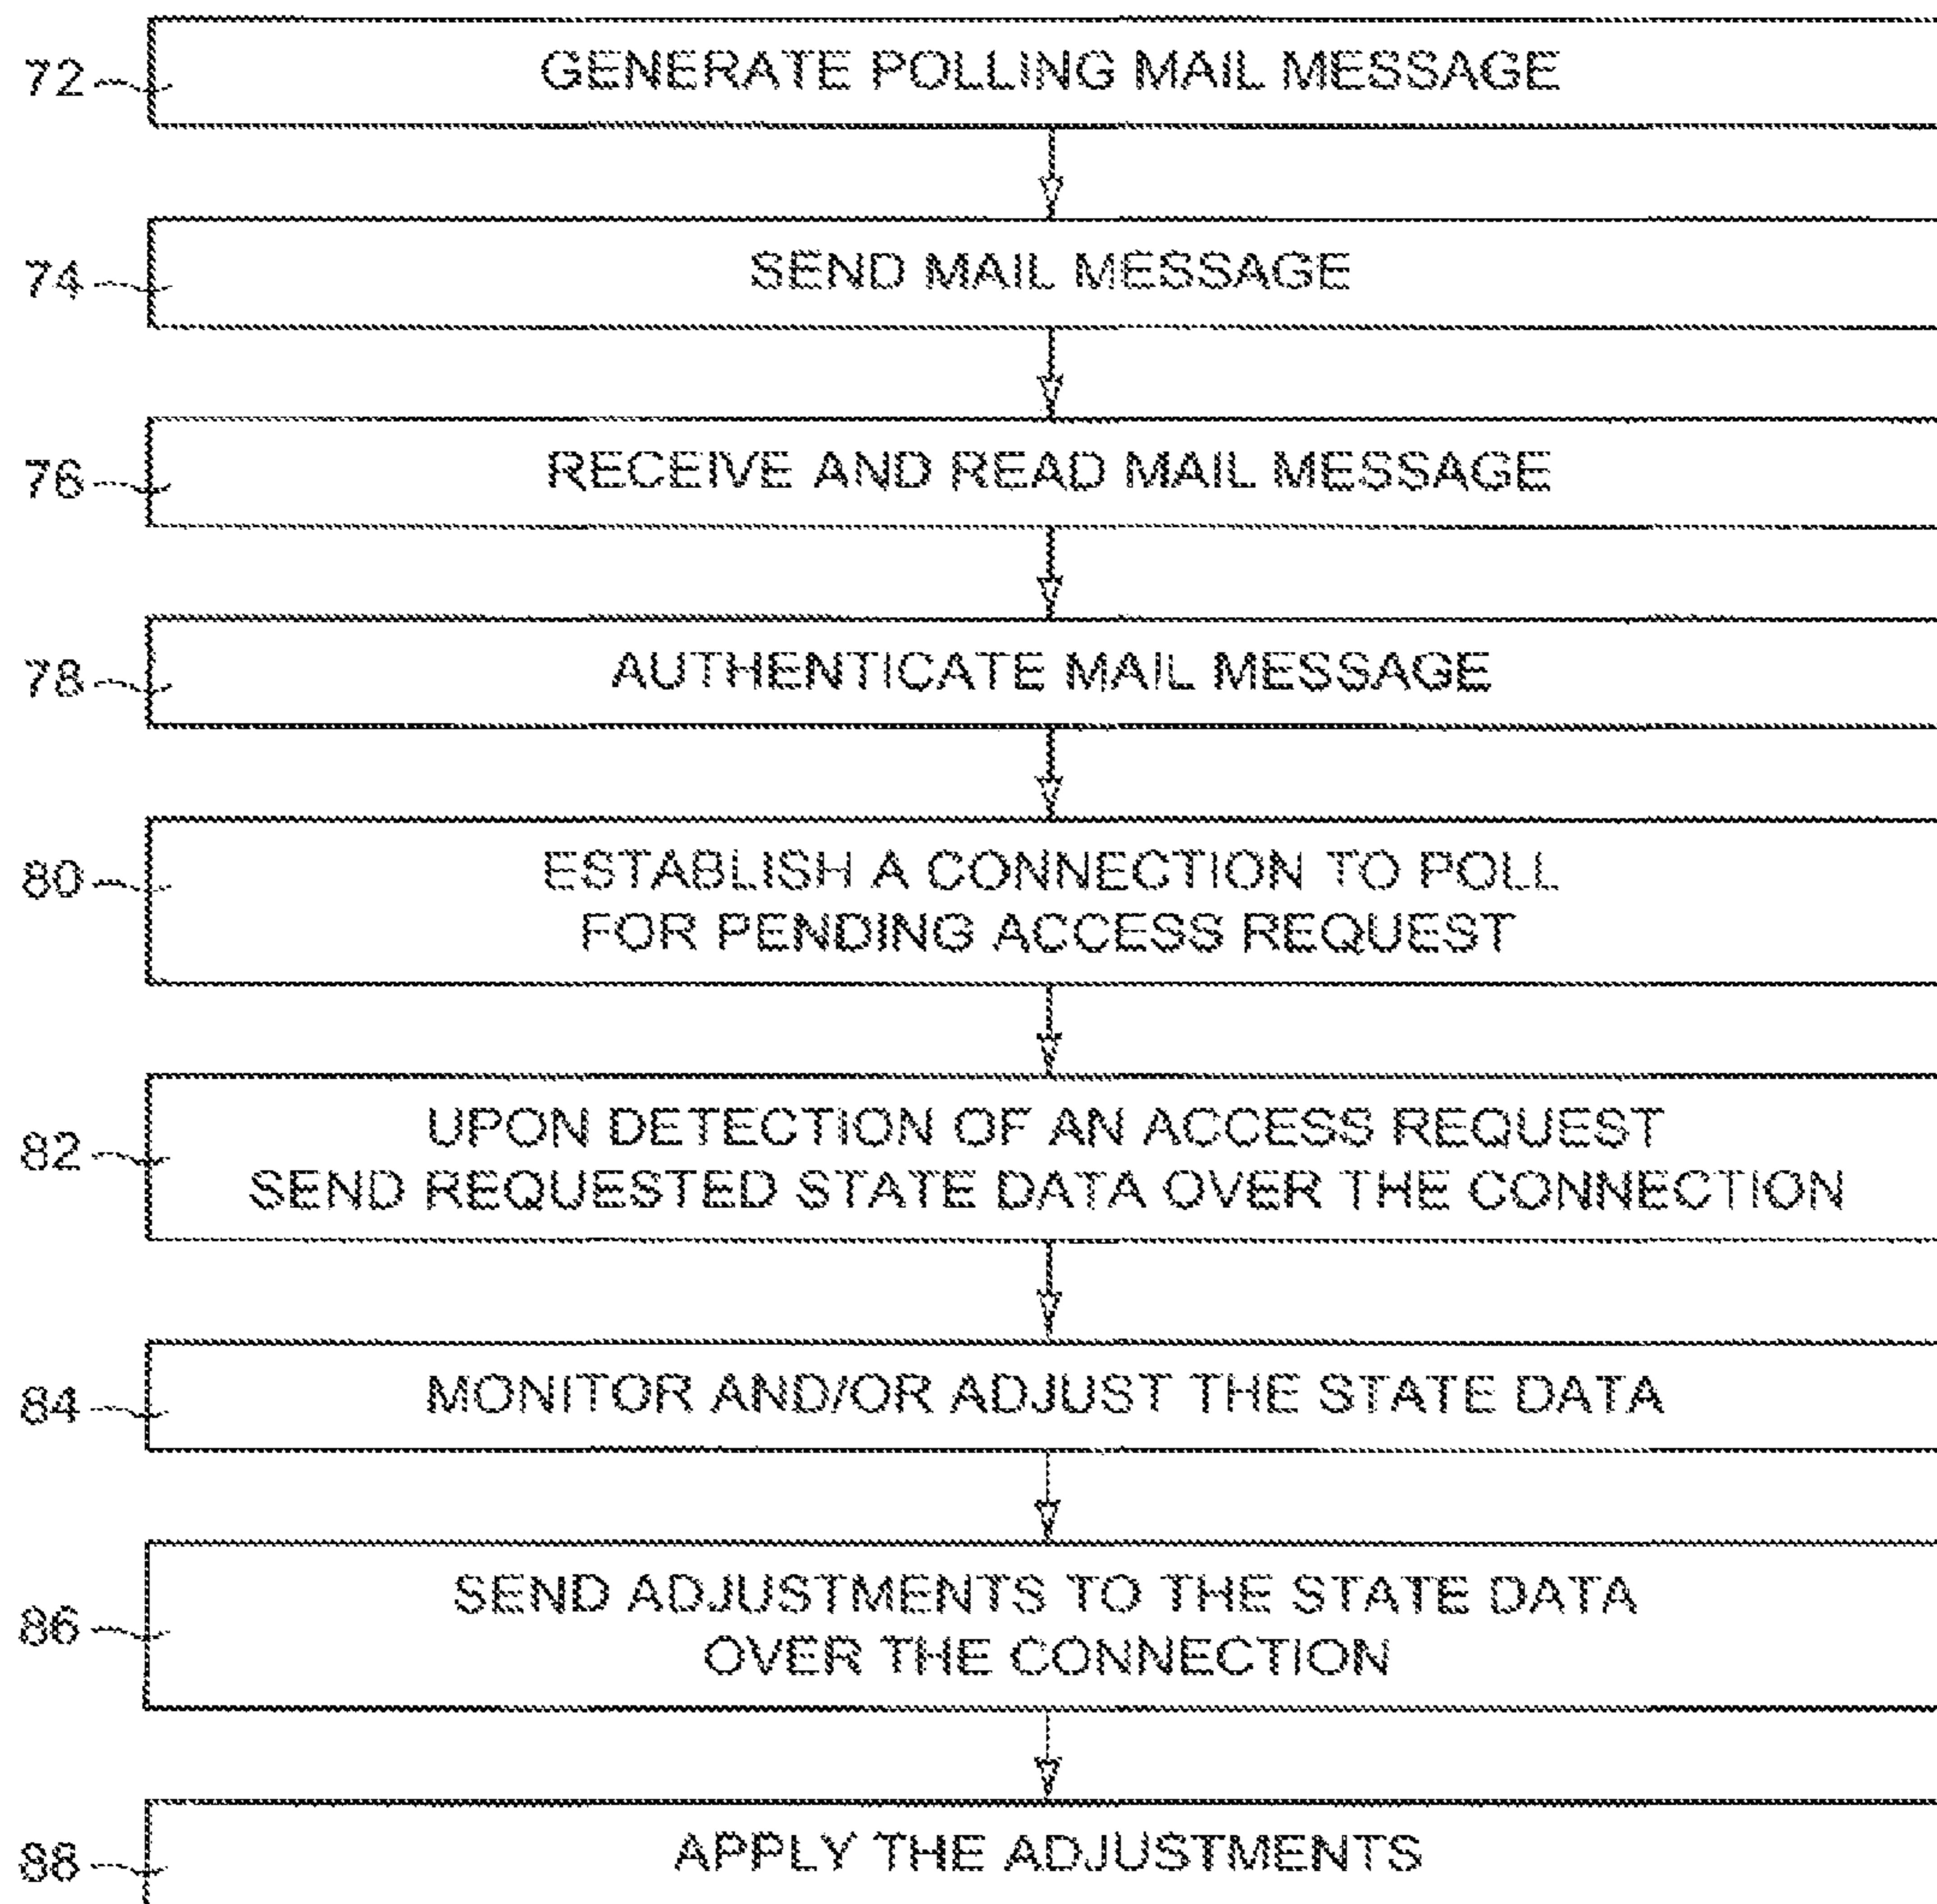 72 GENERATE POLLING MAIL MESSAGE
74 SEND MAIL MESSAGE
76 RECEIVE AND READ MAIL MESSAGE
78 AUTHENTICATE MAIL MESSAGE
80 ESTABLISH A CONNECTION TO POLL
FOR PENDING ACCESS REQUEST
82 UPON DETECTION OF AN ACCESS REQUEST
SEND REQUESTED STATE DATA OVER THE CONNECTION
84 MONITOR AND/OR ADJUST THE STATE DATA
86 SEND ADJUSTMENTS TO THE STATE DATA
OVER THE CONNECTION
88 APPLY THE ADJUSTMENTS